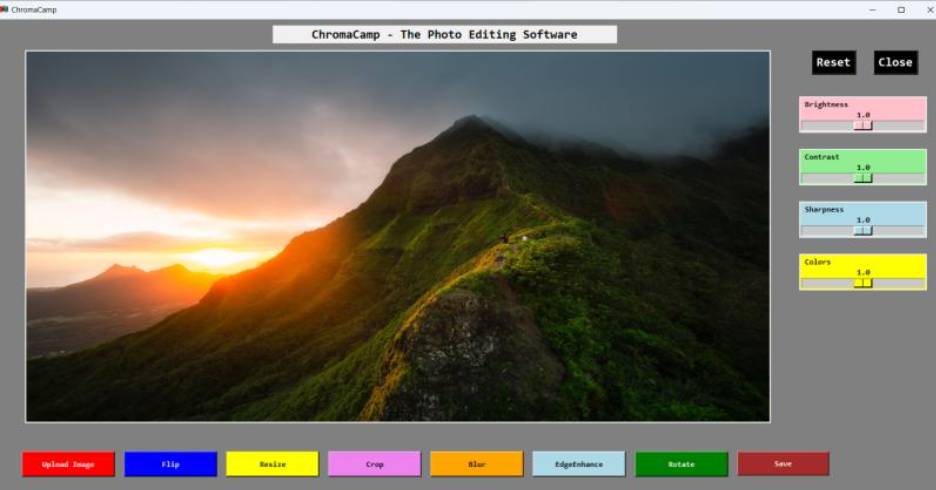 ChromaCamp
ChromaCamp - The Photo Editing Software
Reset Close
Brightness
1.0
Contrast
1.0
Sharpness
1.0
Colors
1.0
Upload Image Flip Resize Crop Blur EdgeEnhance Rotate Save